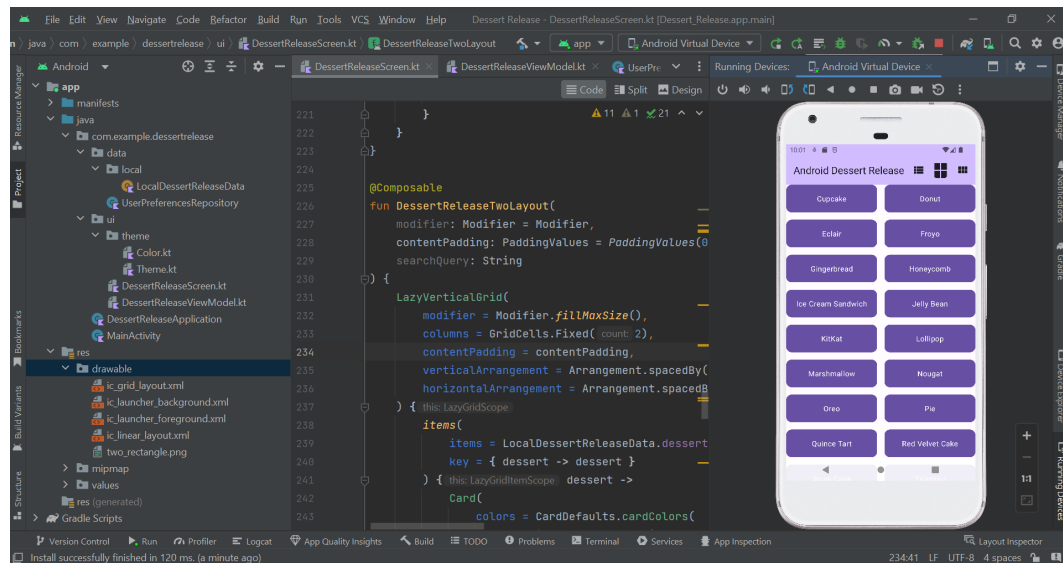 File Edit View Navigate Code Refactor Build Run Tools VCS Window Help Dessert Release - DessertReleaseScreen.kt [Dessert_Release.app.main]
java com example dessertrelease ui DessertReleaseScreen.kt DessertReleaseTwoLayout app Android Virtual Device
Android
DessertReleaseScreen.kt DessertReleaseViewModel.kt UserPre Running Devices: Android Virtual Device
Code Split Design
Resource Manager
Project
Bookmarks
Build Variants
Structure
app
manifests
java
com.example.dessertrelease
data
local
LocalDessertReleaseData
UserPreferencesRepository
ui
theme
Color.kt
Theme.kt
DessertReleaseScreen.kt
DessertReleaseViewModel.kt
DessertReleaseApplication
MainActivity
res
drawable
ic_grid_layout.xml
ic_launcher_background.xml
ic_launcher_foreground.xml
ic_linear_layout.xml
two_rectangle.png
mipmap
values
res (generated)
Gradle Scripts
11 1 21
221 }
222 }
223 }
224
225 @Composable
226 fun DessertReleaseTwoLayout(
227 modifier: Modifier = Modifier,
228 contentPadding: PaddingValues = PaddingValues(0
229 searchQuery: String
230 ) {
231 LazyVerticalGrid(
232 modifier = Modifier.fillMaxSize(),
233 columns = GridCells.Fixed( count: 2),
234 contentPadding = contentPadding,
235 verticalArrangement = Arrangement.spacedBy(
236 horizontalArrangement = Arrangement.spacedB
237 ) { this: LazyGridScope
238 items(
239 items = LocalDessertReleaseData.dessert
240 key = { dessert -> dessert }
241 ) { this: LazyGridItemScope dessert ->
242 Card(
243 colors = CardDefaults.cardColors(
10:01
Android Dessert Release
Cupcake Donut
Eclair Froyo
Gingerbread Honeycomb
Ice Cream Sandwich Jelly Bean
KitKat Lollipop
Marshmallow Nougat
Oreo Pie
Quince Tart Red Velvet Cake
1:1
Device Manager
Notifications
Gradle
Device Explorer
Running Devices
Version Control Run Profiler Logcat App Quality Insights Build TODO Problems Terminal Services App Inspection Layout Inspector
Install successfully finished in 120 ms. (a minute ago) 234:41 LF UTF-8 4 spaces